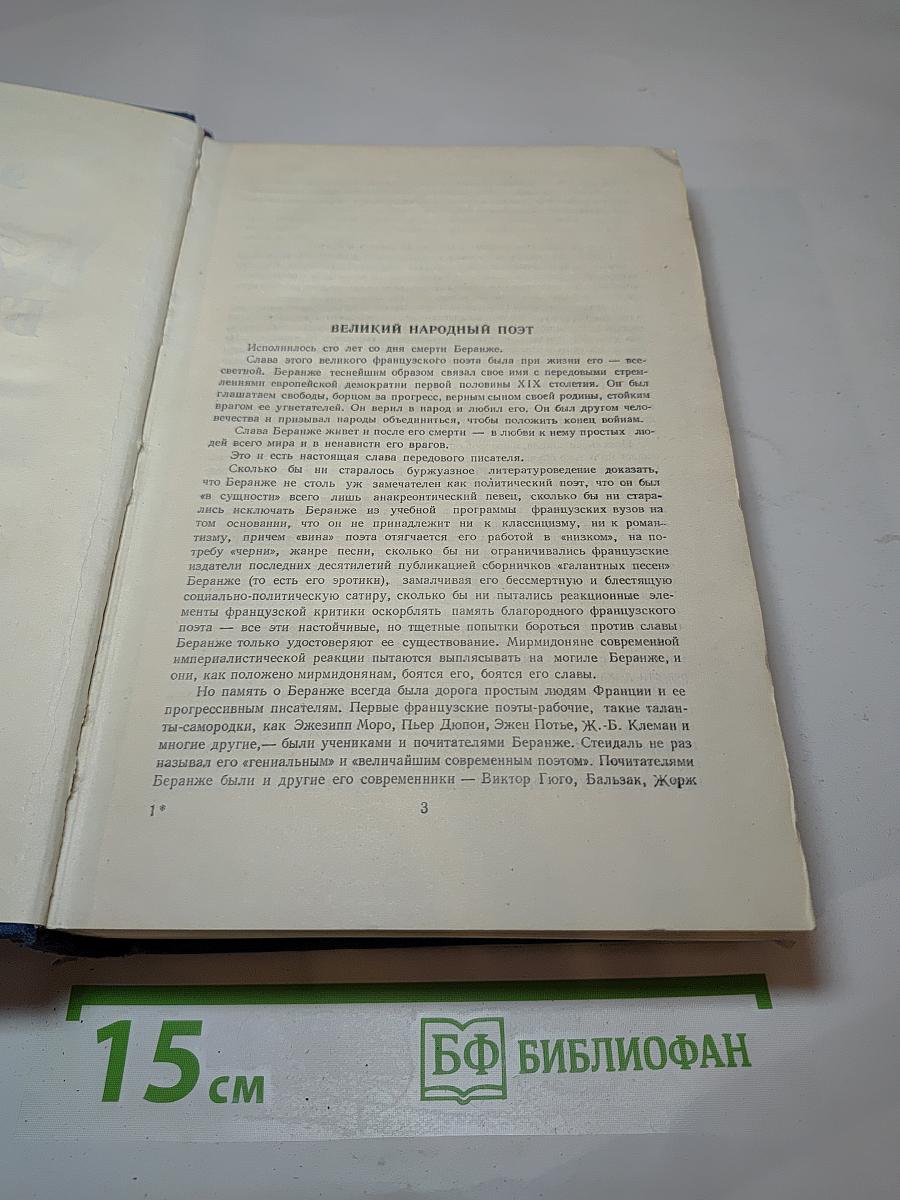 ВЕЛИКИЙ НАРОДНЫЙ ПОЭТ
Исполнилось сто лет со дня смерти Беранже.
Слава этого великого французского поэта была при жизни его — все-
светной. Беранже теснейшим образом связал свое имя с передовыми стрем-
лениями европейской демократии первой половины XIX столетия. Он был
глашатаем свободы, борцом за прогресс, верным сыном своей родины, стойким
врагом ее угнетателей. Он верил в народ и любил его. Он был другом чело-
вечества и призывал народы объединиться, чтобы положить конец войнам.
Слава Беранже живет и после его смерти — в любви к нему простых лю-
дей всего мира и в ненависти его врагов.
Это и есть настоящая слава передового писателя.
Сколько бы ни старалось буржуазное литературоведение доказать,
что Беранже не столь уж замечателен как политический поэт, что он был
«в сущности» всего лишь анакреонтический певец, сколько бы ни стара-
лись исключать Беранже из учебной программы французских вузов на
том основании, что он не принадлежит ни к классицизму, ни к роман-
тизму, причем «вина» поэта отягчается его работой в «низком», на по-
требу «черни», жанре песни, сколько бы ни ограничивались французские
издатели последних десятилетий публикацией сборничков «галантных песен»
Беранже (то есть его эротики), замалчивая его бессмертную и блестящую
социально-политическую сатиру, сколько бы ни пытались реакционные эле-
менты французской критики оскорблять память благородного французского
поэта — все эти настойчивые, но тщетные попытки бороться против славы
Беранже только удостоверяют ее существование. Мирмидоняне современной
империалистической реакции пытаются выплясывать на могиле Беранже, и
они, как положено мирмидонянам, боятся его, боятся его славы.
Но память о Беранже всегда была дорога простым людям Франции и ее
прогрессивным писателям. Первые французские поэты-рабочие, такие талан-
ты-самородки, как Эжезипп Моро, Пьер Дюпон, Эжен Потье, Ж.-Б. Клеман и
многие другие,— были учениками и почитателями Беранже. Стендаль не раз
называл его «гениальным» и «величайшим современным поэтом». Почитателями
Беранже были и другие его современники — Виктор Гюго, Бальзак, Жорж
1*
3
15 см
БФ БИБЛИОФАН